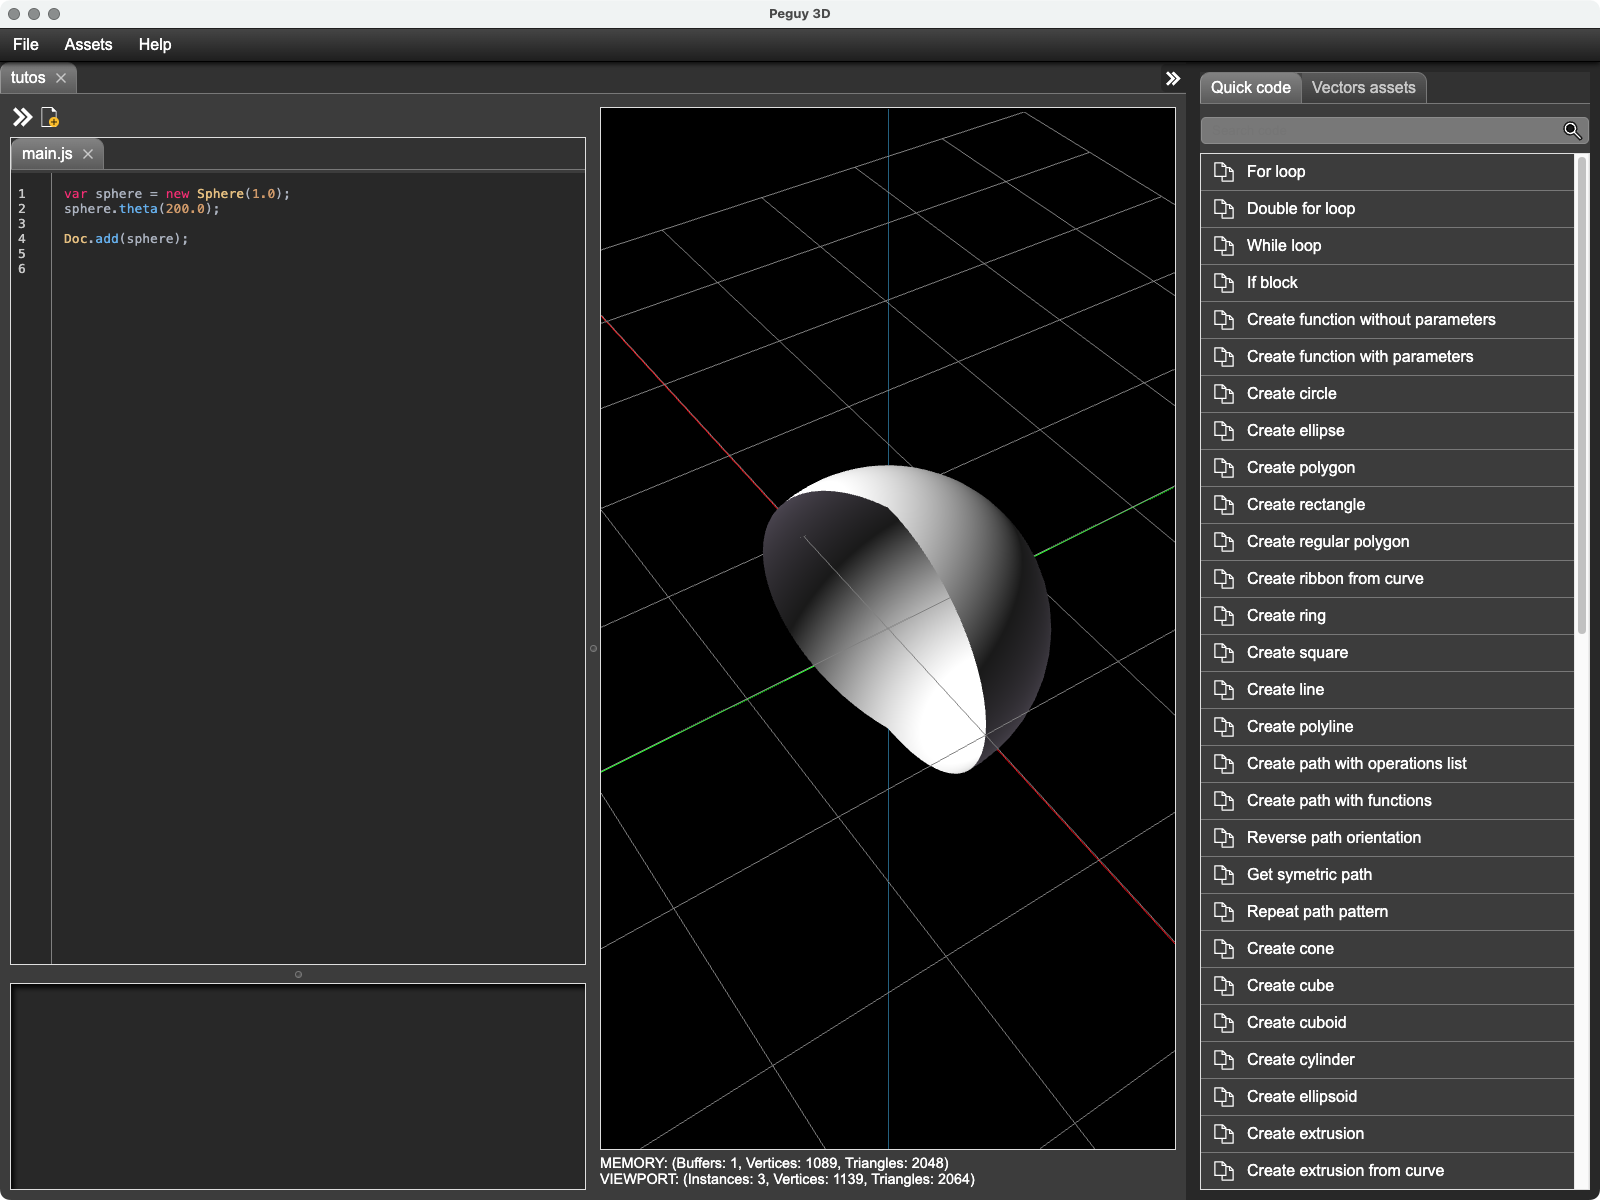 Peguy 3D
File Assets Help
tutos
main.js
1 var sphere = new Sphere(1.0);
2 sphere.theta(200.0);
3
4 Doc.add(sphere);
5
6
MEMORY: (Buffers: 1, Vertices: 1089, Triangles: 2048)
VIEWPORT: (Instances: 3, Vertices: 1139, Triangles: 2064)
Quick code Vectors assets
For loop
Double for loop
While loop
If block
Create function without parameters
Create function with parameters
Create circle
Create ellipse
Create polygon
Create rectangle
Create regular polygon
Create ribbon from curve
Create ring
Create square
Create line
Create polyline
Create path with operations list
Create path with functions
Reverse path orientation
Get symetric path
Repeat path pattern
Create cone
Create cube
Create cuboid
Create cylinder
Create ellipsoid
Create extrusion
Create extrusion from curve